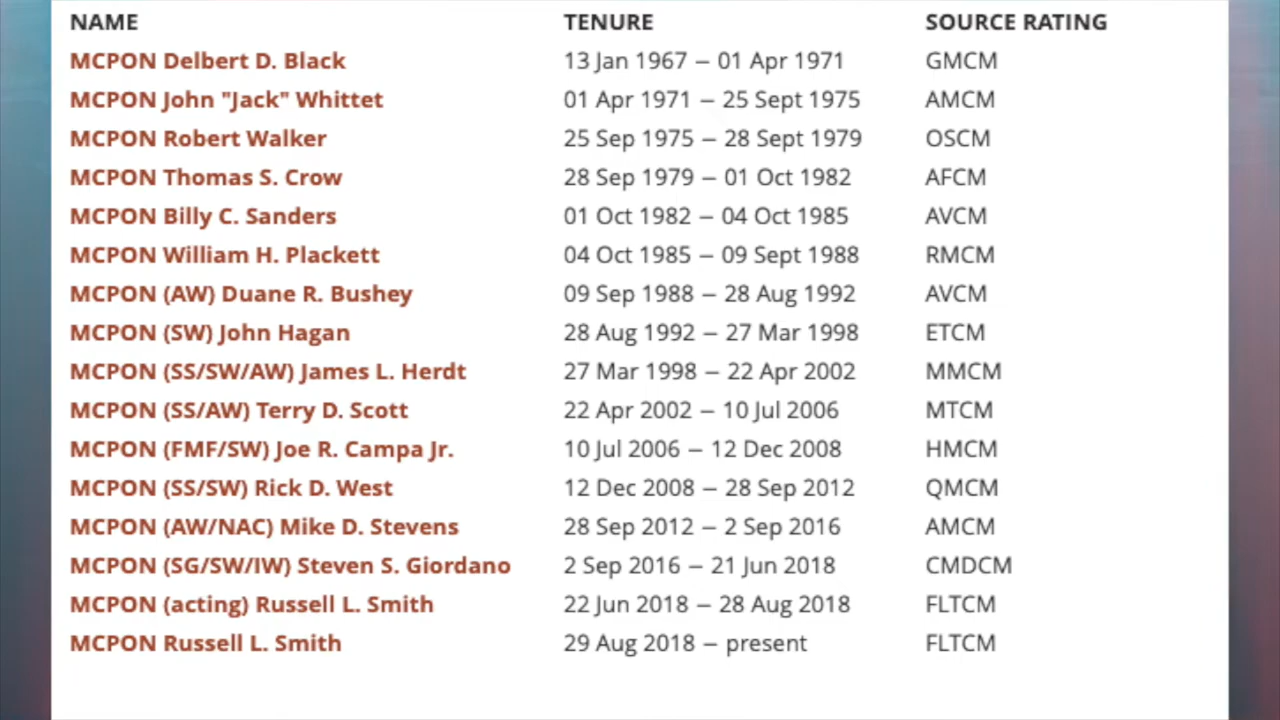 NAME TENURE SOURCE RATING
MCPON Delbert D. Black 13 Jan 1967 – 01 Apr 1971 GMCM
MCPON John "Jack" Whittet 01 Apr 1971 – 25 Sept 1975 AMCM
MCPON Robert Walker 25 Sep 1975 – 28 Sept 1979 OSCM
MCPON Thomas S. Crow 28 Sep 1979 – 01 Oct 1982 AFCM
MCPON Billy C. Sanders 01 Oct 1982 – 04 Oct 1985 AVCM
MCPON William H. Plackett 04 Oct 1985 – 09 Sept 1988 RMCM
MCPON (AW) Duane R. Bushey 09 Sep 1988 – 28 Aug 1992 AVCM
MCPON (SW) John Hagan 28 Aug 1992 – 27 Mar 1998 ETCM
MCPON (SS/SW/AW) James L. Herdt 27 Mar 1998 – 22 Apr 2002 MMCM
MCPON (SS/AW) Terry D. Scott 22 Apr 2002 – 10 Jul 2006 MTCM
MCPON (FMF/SW) Joe R. Campa Jr. 10 Jul 2006 – 12 Dec 2008 HMCM
MCPON (SS/SW) Rick D. West 12 Dec 2008 – 28 Sep 2012 QMCM
MCPON (AW/NAC) Mike D. Stevens 28 Sep 2012 – 2 Sep 2016 AMCM
MCPON (SG/SW/IW) Steven S. Giordano 2 Sep 2016 – 21 Jun 2018 CMDCM
MCPON (acting) Russell L. Smith 22 Jun 2018 – 28 Aug 2018 FLTCM
MCPON Russell L. Smith 29 Aug 2018 – present FLTCM